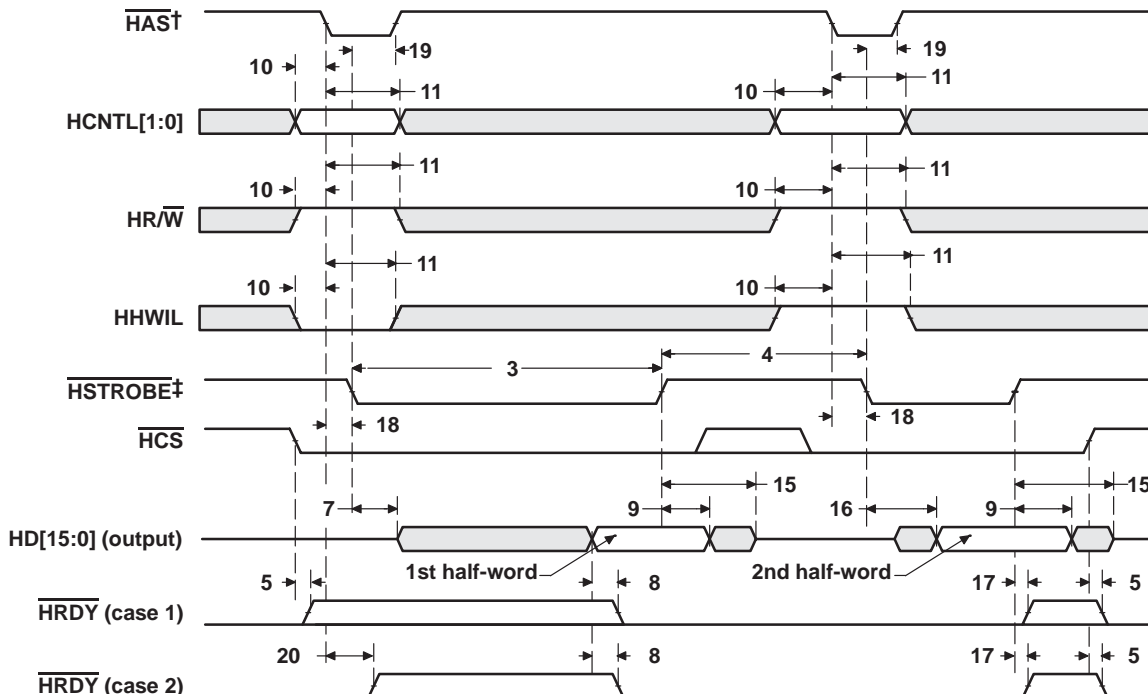 HAS†
19
19
10
11
10
11
HCNTL[1:0]
11
11
10
10
HR/W
11
11
10
10
HHWIL
3
4
HSTROBE‡
18
18
HCS
15
15
7
9
16
9
HD[15:0] (output)
1st half-word
2nd half-word
5
8
17
5
HRDY (case 1)
20
8
17
5
HRDY (case 2)